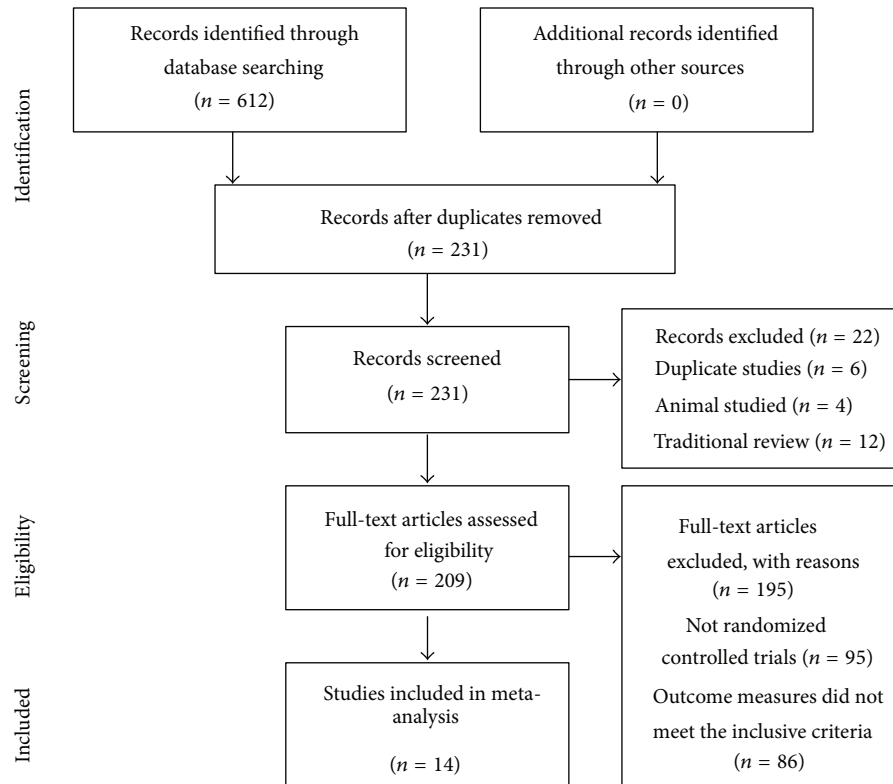 Identification
Records identified through
database searching
(n = 612)
Additional records identified
through other sources
(n = 0)
Records after duplicates removed
(n = 231)
Screening
Records screened
(n = 231)
Records excluded (n = 22)
Duplicate studies (n = 6)
Animal studied (n = 4)
Traditional review (n = 12)
Eligibility
Full-text articles assessed
for eligibility
(n = 209)
Full-text articles
excluded, with reasons
(n = 195)
Not randomized
controlled trials (n = 95)
Outcome measures did not
meet the inclusive criteria
(n = 86)
Included
Studies included in meta-
analysis
(n = 14)